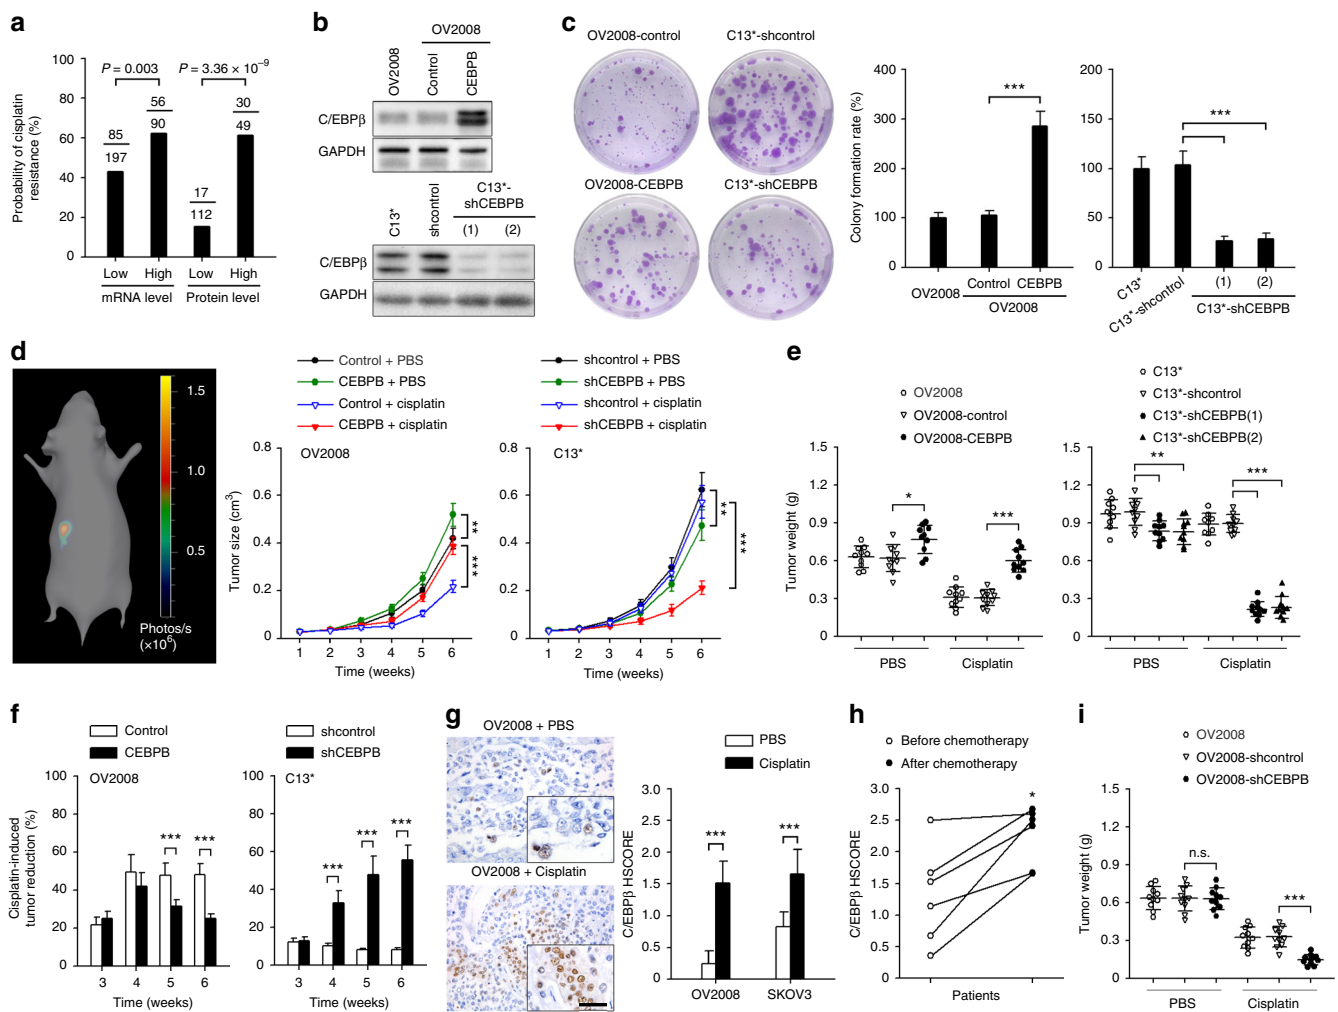 a
Probability of cisplatin
resistance (%)
100
80
60
40
20
0
P = 0.003
P = 3.36 × 10⁻⁹
85
197
56
90
17
112
30
49
Low
High
Low
High
mRNA level
Protein level
b
OV2008
OV2008
Control
CEBPB
C/EBPβ
GAPDH
C13*-
shCEBPB
C13*
shcontrol
(1)
(2)
C/EBPβ
GAPDH
c
OV2008-control
C13*-shcontrol
OV2008-CEBPB
C13*-shCEBPB
Colony formation rate (%)
400
300
200
100
0
***
OV2008
Control
CEBPB
OV2008
200
150
100
50
0
***
C13*
C13*-shcontrol
(1)
(2)
C13*-shCEBPB
d
1.5
1.0
0.5
Photos/s
(×10⁶)
Control + PBS
CEBPB + PBS
Control + cisplatin
CEBPB + cisplatin
OV2008
Tumor size (cm³)
0.8
0.6
0.4
0.2
0
**
***
1 2 3 4 5 6
Time (weeks)
shcontrol + PBS
shCEBPB + PBS
shcontrol + cisplatin
shCEBPB + cisplatin
C13*
0.8
0.6
0.4
0.2
0
**
***
1 2 3 4 5 6
Time (weeks)
e
OV2008
OV2008-control
OV2008-CEBPB
Tumor weight (g)
1.5
1.2
0.9
0.6
0.3
0
*
***
PBS
Cisplatin
C13*
C13*-shcontrol
C13*-shCEBPB(1)
C13*-shCEBPB(2)
1.5
1.2
0.9
0.6
0.3
0
**
***
PBS
Cisplatin
f
Control
CEBPB
OV2008
Cisplatin-induced
tumor reduction (%)
100
80
60
40
20
0
***
***
3 4 5 6
Time (weeks)
shcontrol
shCEBPB
C13*
100
80
60
40
20
0
***
***
***
3 4 5 6
Time (weeks)
g
OV2008 + PBS
OV2008 + Cisplatin
PBS
Cisplatin
C/EBPβ HSCORE
3.0
2.5
2.0
1.5
1.0
0.5
0
***
***
OV2008
SKOV3
h
Before chemotherapy
After chemotherapy
C/EBPβ HSCORE
3.0
2.5
2.0
1.5
1.0
0.5
0
*
Patients
i
OV2008
OV2008-shcontrol
OV2008-shCEBPB
Tumor weight (g)
1.5
1.2
0.9
0.6
0.3
0
n.s.
***
PBS
Cisplatin